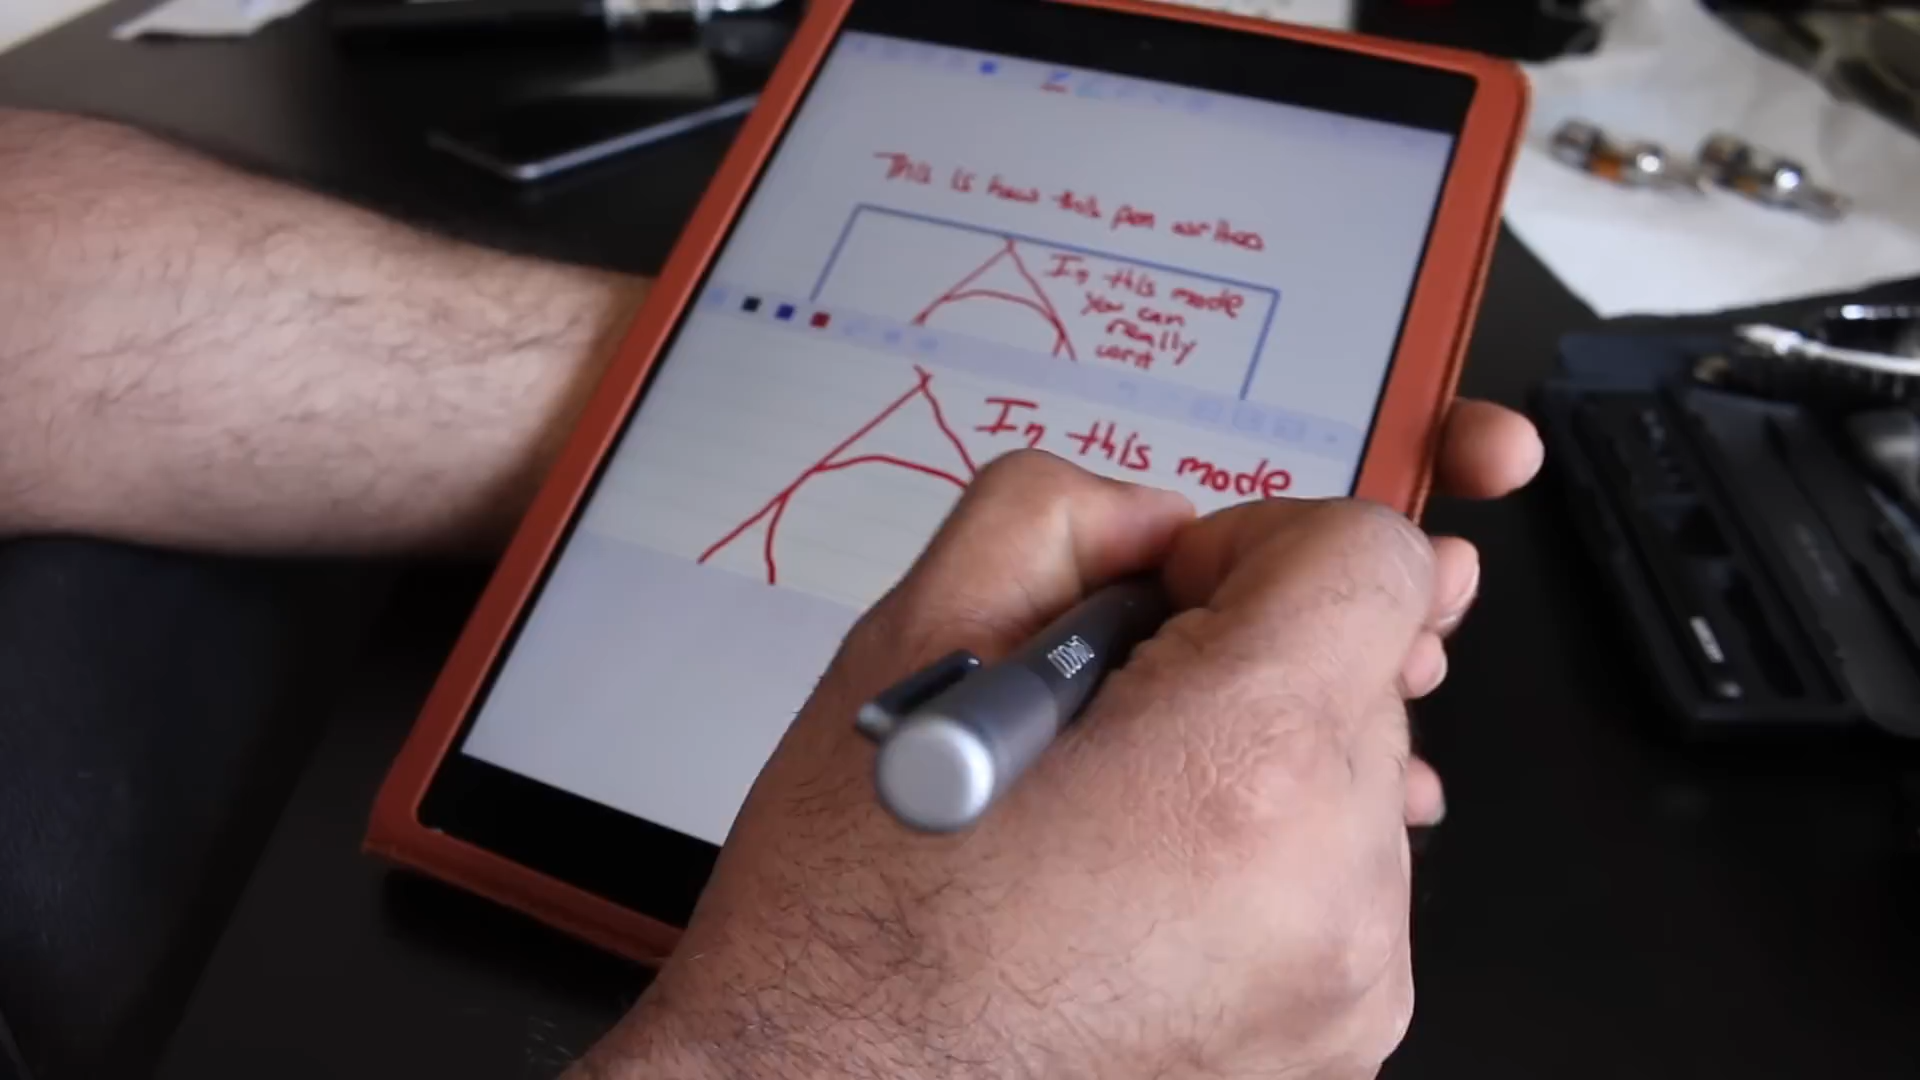 This is how this pen writes
In this mode
you can
really
In this mode